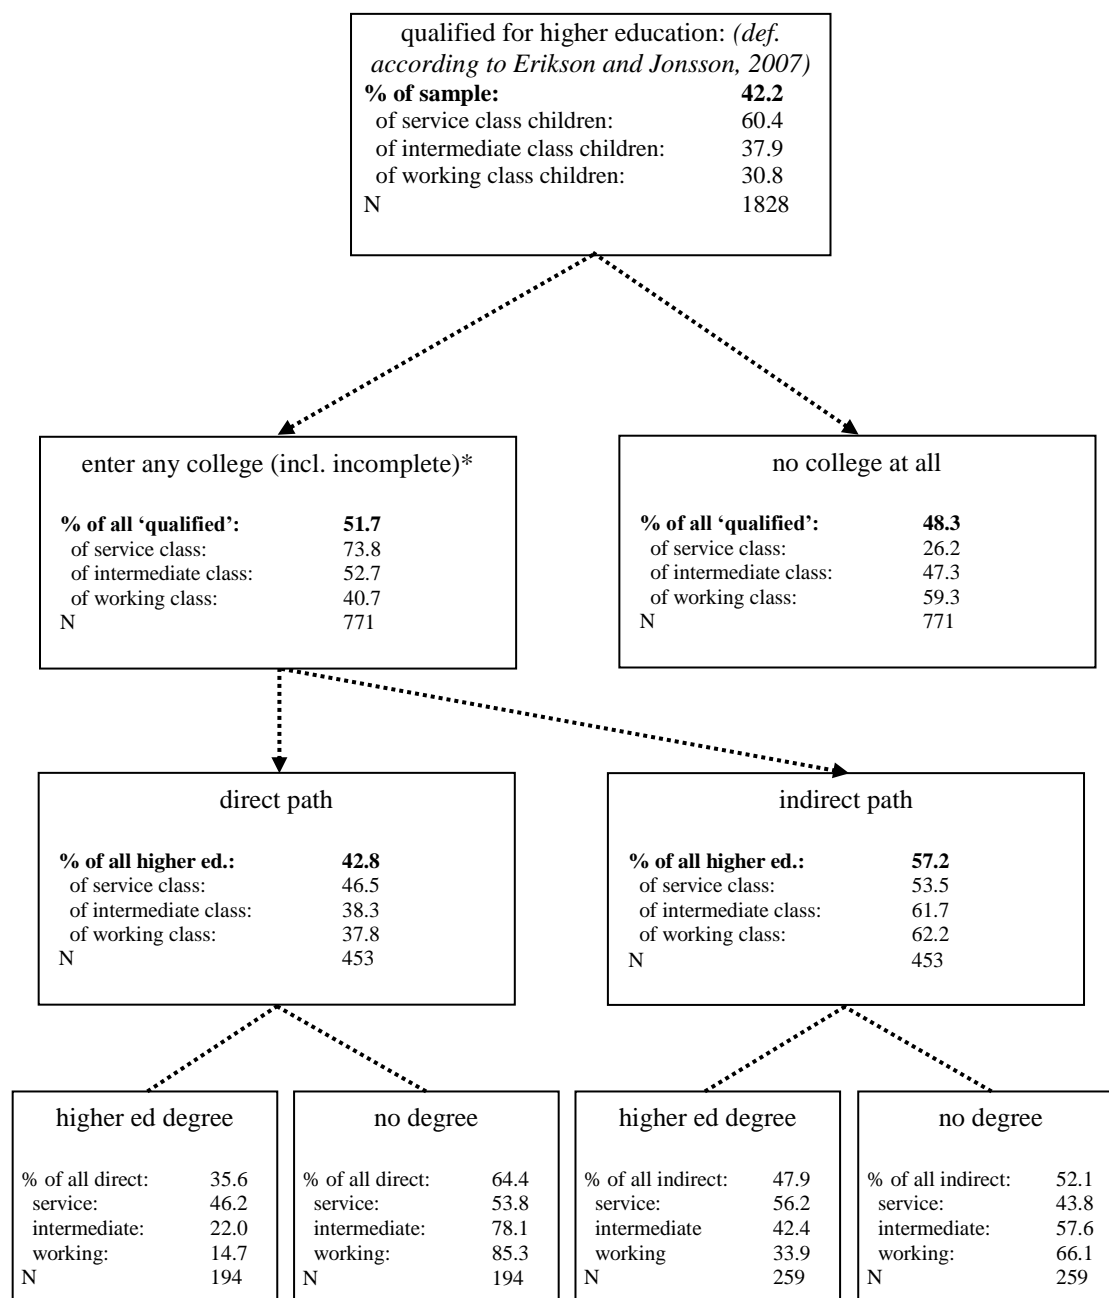 qualified for higher education: (def.
according to Erikson and Jonsson, 2007)
% of sample: 42.2
of service class children: 60.4
of intermediate class children: 37.9
of working class children: 30.8
N 1828
enter any college (incl. incomplete)*
% of all ‘qualified’: 51.7
of service class: 73.8
of intermediate class: 52.7
of working class: 40.7
N 771
no college at all
% of all ‘qualified’: 48.3
of service class: 26.2
of intermediate class: 47.3
of working class: 59.3
N 771
direct path
% of all higher ed.: 42.8
of service class: 46.5
of intermediate class: 38.3
of working class: 37.8
N 453
indirect path
% of all higher ed.: 57.2
of service class: 53.5
of intermediate class: 61.7
of working class: 62.2
N 453
higher ed degree
% of all direct: 35.6
service: 46.2
intermediate: 22.0
working: 14.7
N 194
no degree
% of all direct: 64.4
service: 53.8
intermediate: 78.1
working: 85.3
N 194
higher ed degree
% of all indirect: 47.9
service: 56.2
intermediate 42.4
working 33.9
N 259
no degree
% of all indirect: 52.1
service: 43.8
intermediate: 57.6
working: 66.1
N 259